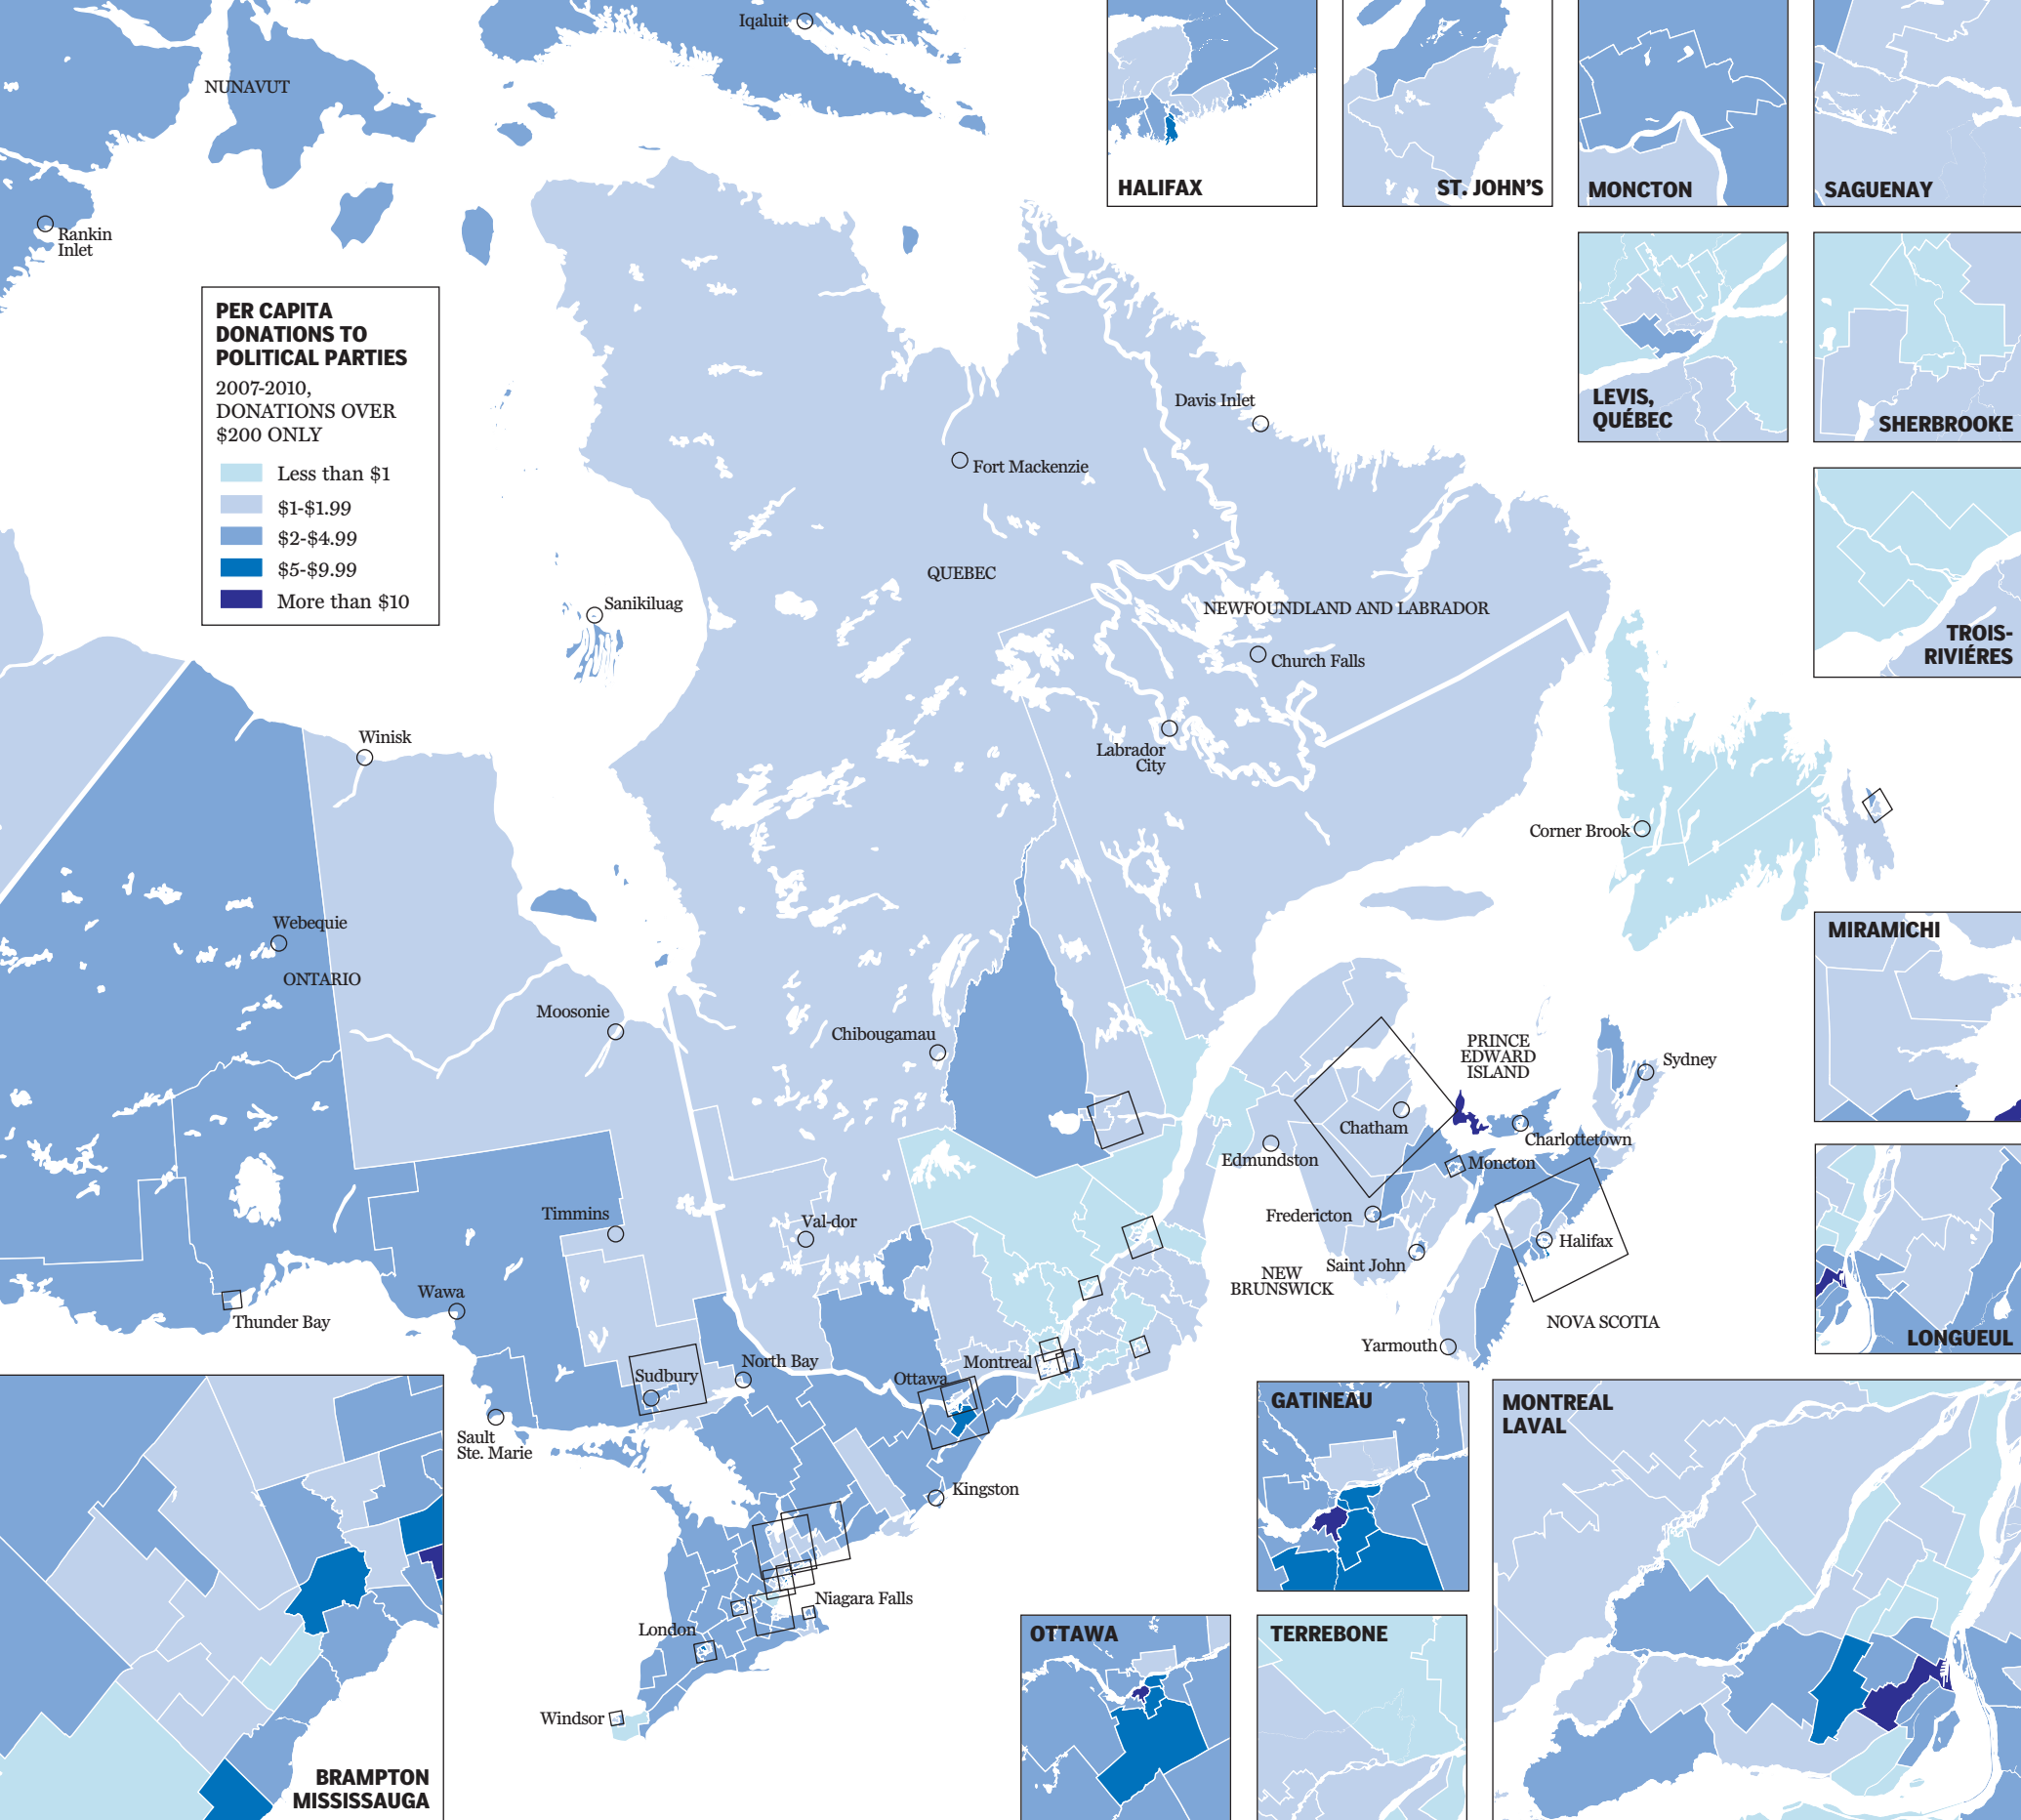 Iqaluit
NUNAVUT
Rankin
Inlet
HALIFAX
ST. JOHN'S
MONCTON
SAGUENAY
PER CAPITA
DONATIONS TO
POLITICAL PARTIES
2007-2010,
DONATIONS OVER
$200 ONLY
Less than $1
$1-$1.99
$2-$4.99
$5-$9.99
More than $10
LEVIS,
QUÉBEC
SHERBROOKE
TROIS-
RIVIÉRES
Davis Inlet
Fort Mackenzie
QUEBEC
Sanikiluag
NEWFOUNDLAND AND LABRADOR
Church Falls
Winisk
Labrador
City
Corner Brook
Webequie
ONTARIO
MIRAMICHI
Moosonie
Chibougamau
PRINCE
EDWARD
ISLAND
Sydney
Chatham
Charlottetown
Edmundston
Moncton
Timmins
Val-dor
Fredericton
Halifax
Saint John
NEW
BRUNSWICK
Wawa
Thunder Bay
NOVA SCOTIA
LONGUEUL
Yarmouth
North Bay
Montreal
Sudbury
Ottawa
GATINEAU
MONTREAL
LAVAL
Sault
Ste. Marie
Kingston
Niagara Falls
London
OTTAWA
TERREBONE
Windsor
BRAMPTON
MISSISSAUGA